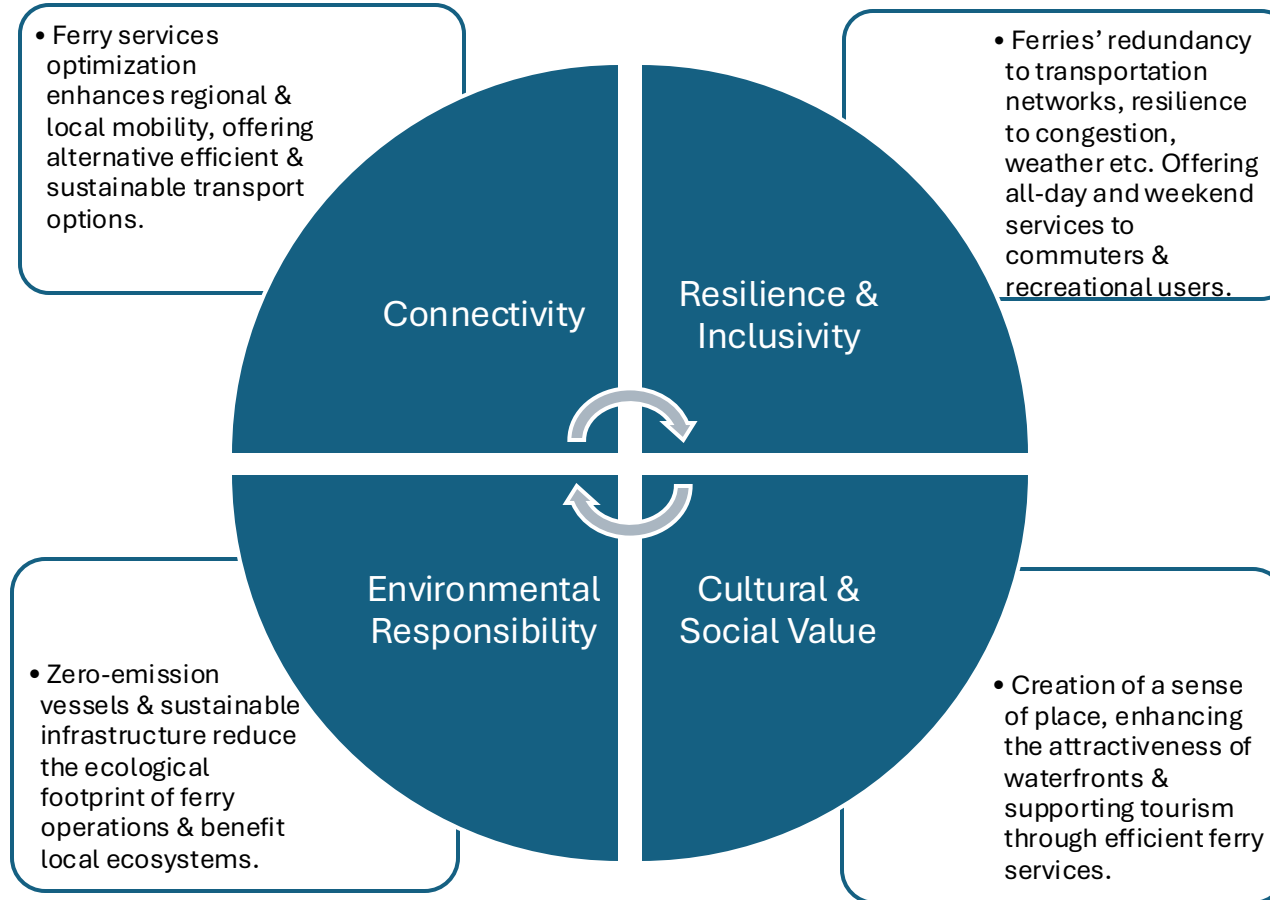 • Ferry services
optimization
enhances regional &
local mobility, offering
alternative efficient &
sustainable transport
options.
• Ferries’ redundancy
to transportation
networks, resilience
to congestion,
weather etc. Offering
all-day and weekend
services to
commuters &
recreational users.
Connectivity
Resilience &
Inclusivity
Environmental
Responsibility
Cultural &
Social Value
• Zero-emission
vessels & sustainable
infrastructure reduce
the ecological
footprint of ferry
operations & benefit
local ecosystems.
• Creation of a sense
of place, enhancing
the attractiveness of
waterfronts &
supporting tourism
through efficient ferry
services.